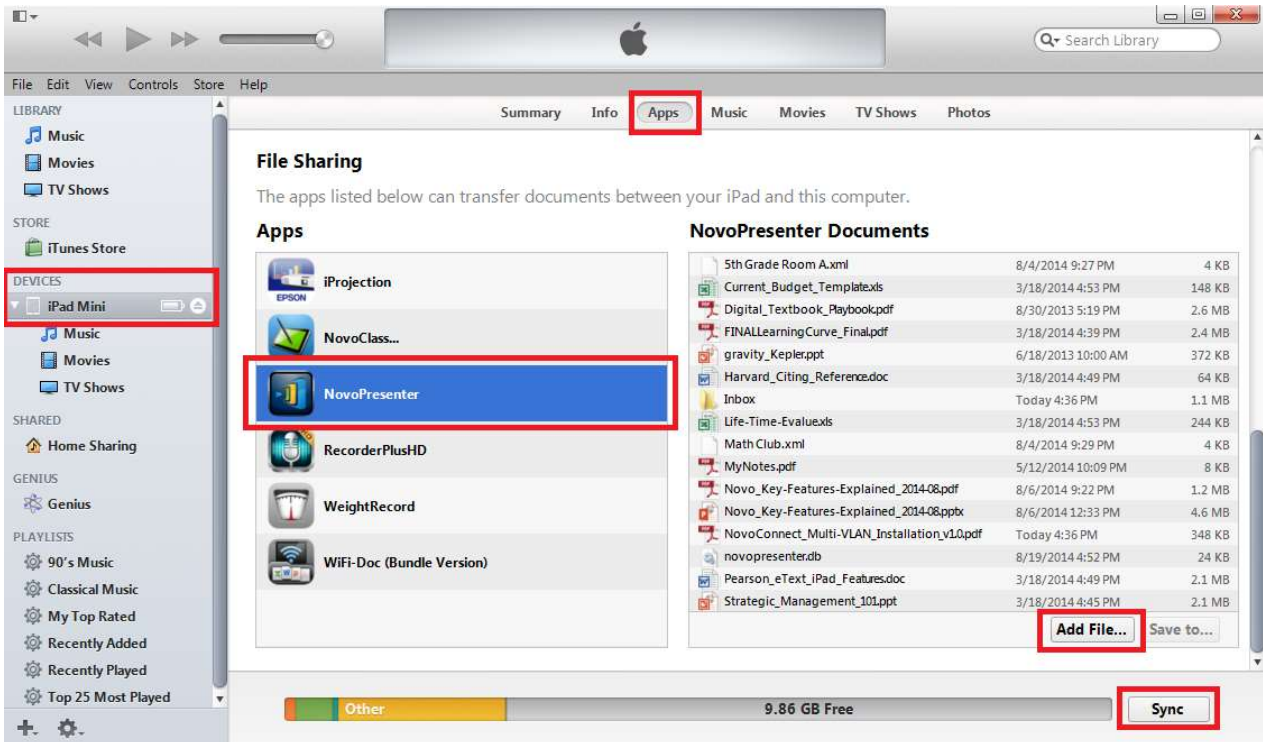 Search Library
File Edit View Controls Store Help
LIBRARY
Music
Movies
TV Shows
STORE
iTunes Store
DEVICES
iPad Mini
Music
Movies
TV Shows
SHARED
Home Sharing
GENIUS
Genius
PLAYLISTS
90's Music
Classical Music
My Top Rated
Recently Added
Recently Played
Top 25 Most Played
Summary Info Apps Music Movies TV Shows Photos
File Sharing
The apps listed below can transfer documents between your iPad and this computer.
Apps
EPSON
iProjection
NovoClass...
NovoPresenter
RecorderPlusHD
WeightRecord
WiFi-Doc (Bundle Version)
NovoPresenter Documents
5th Grade Room A.xml 8/4/2014 9:27 PM 4 KB
Current_Budget_Template.xls 3/18/2014 4:53 PM 148 KB
Digital_Textbook_Playbook.pdf 8/30/2013 5:19 PM 2.6 MB
FINALLearningCurve_Final.pdf 3/18/2014 4:39 PM 2.4 MB
gravity_Kepler.ppt 6/18/2013 10:00 AM 372 KB
Harvard_Citing_Reference.doc 3/18/2014 4:49 PM 64 KB
Inbox Today 4:36 PM 1.1 MB
Life-Time-Evalue.xls 3/18/2014 4:53 PM 244 KB
Math Club.xml 8/4/2014 9:29 PM 4 KB
MyNotes.pdf 5/12/2014 10:09 PM 8 KB
Novo_Key-Features-Explained_2014-08.pdf 8/6/2014 9:22 PM 1.2 MB
Novo_Key-Features-Explained_2014-08.pptx 8/6/2014 12:33 PM 4.6 MB
NovoConnect_Multi-VLAN_Installation_v1.0.pdf Today 4:36 PM 348 KB
novopresenter.db 8/19/2014 4:52 PM 24 KB
Pearson_eText_iPad_Features.doc 3/18/2014 4:49 PM 2.1 MB
Strategic_Management_101.ppt 3/18/2014 4:45 PM 2.1 MB
Add File... Save to...
Other 9.86 GB Free Sync